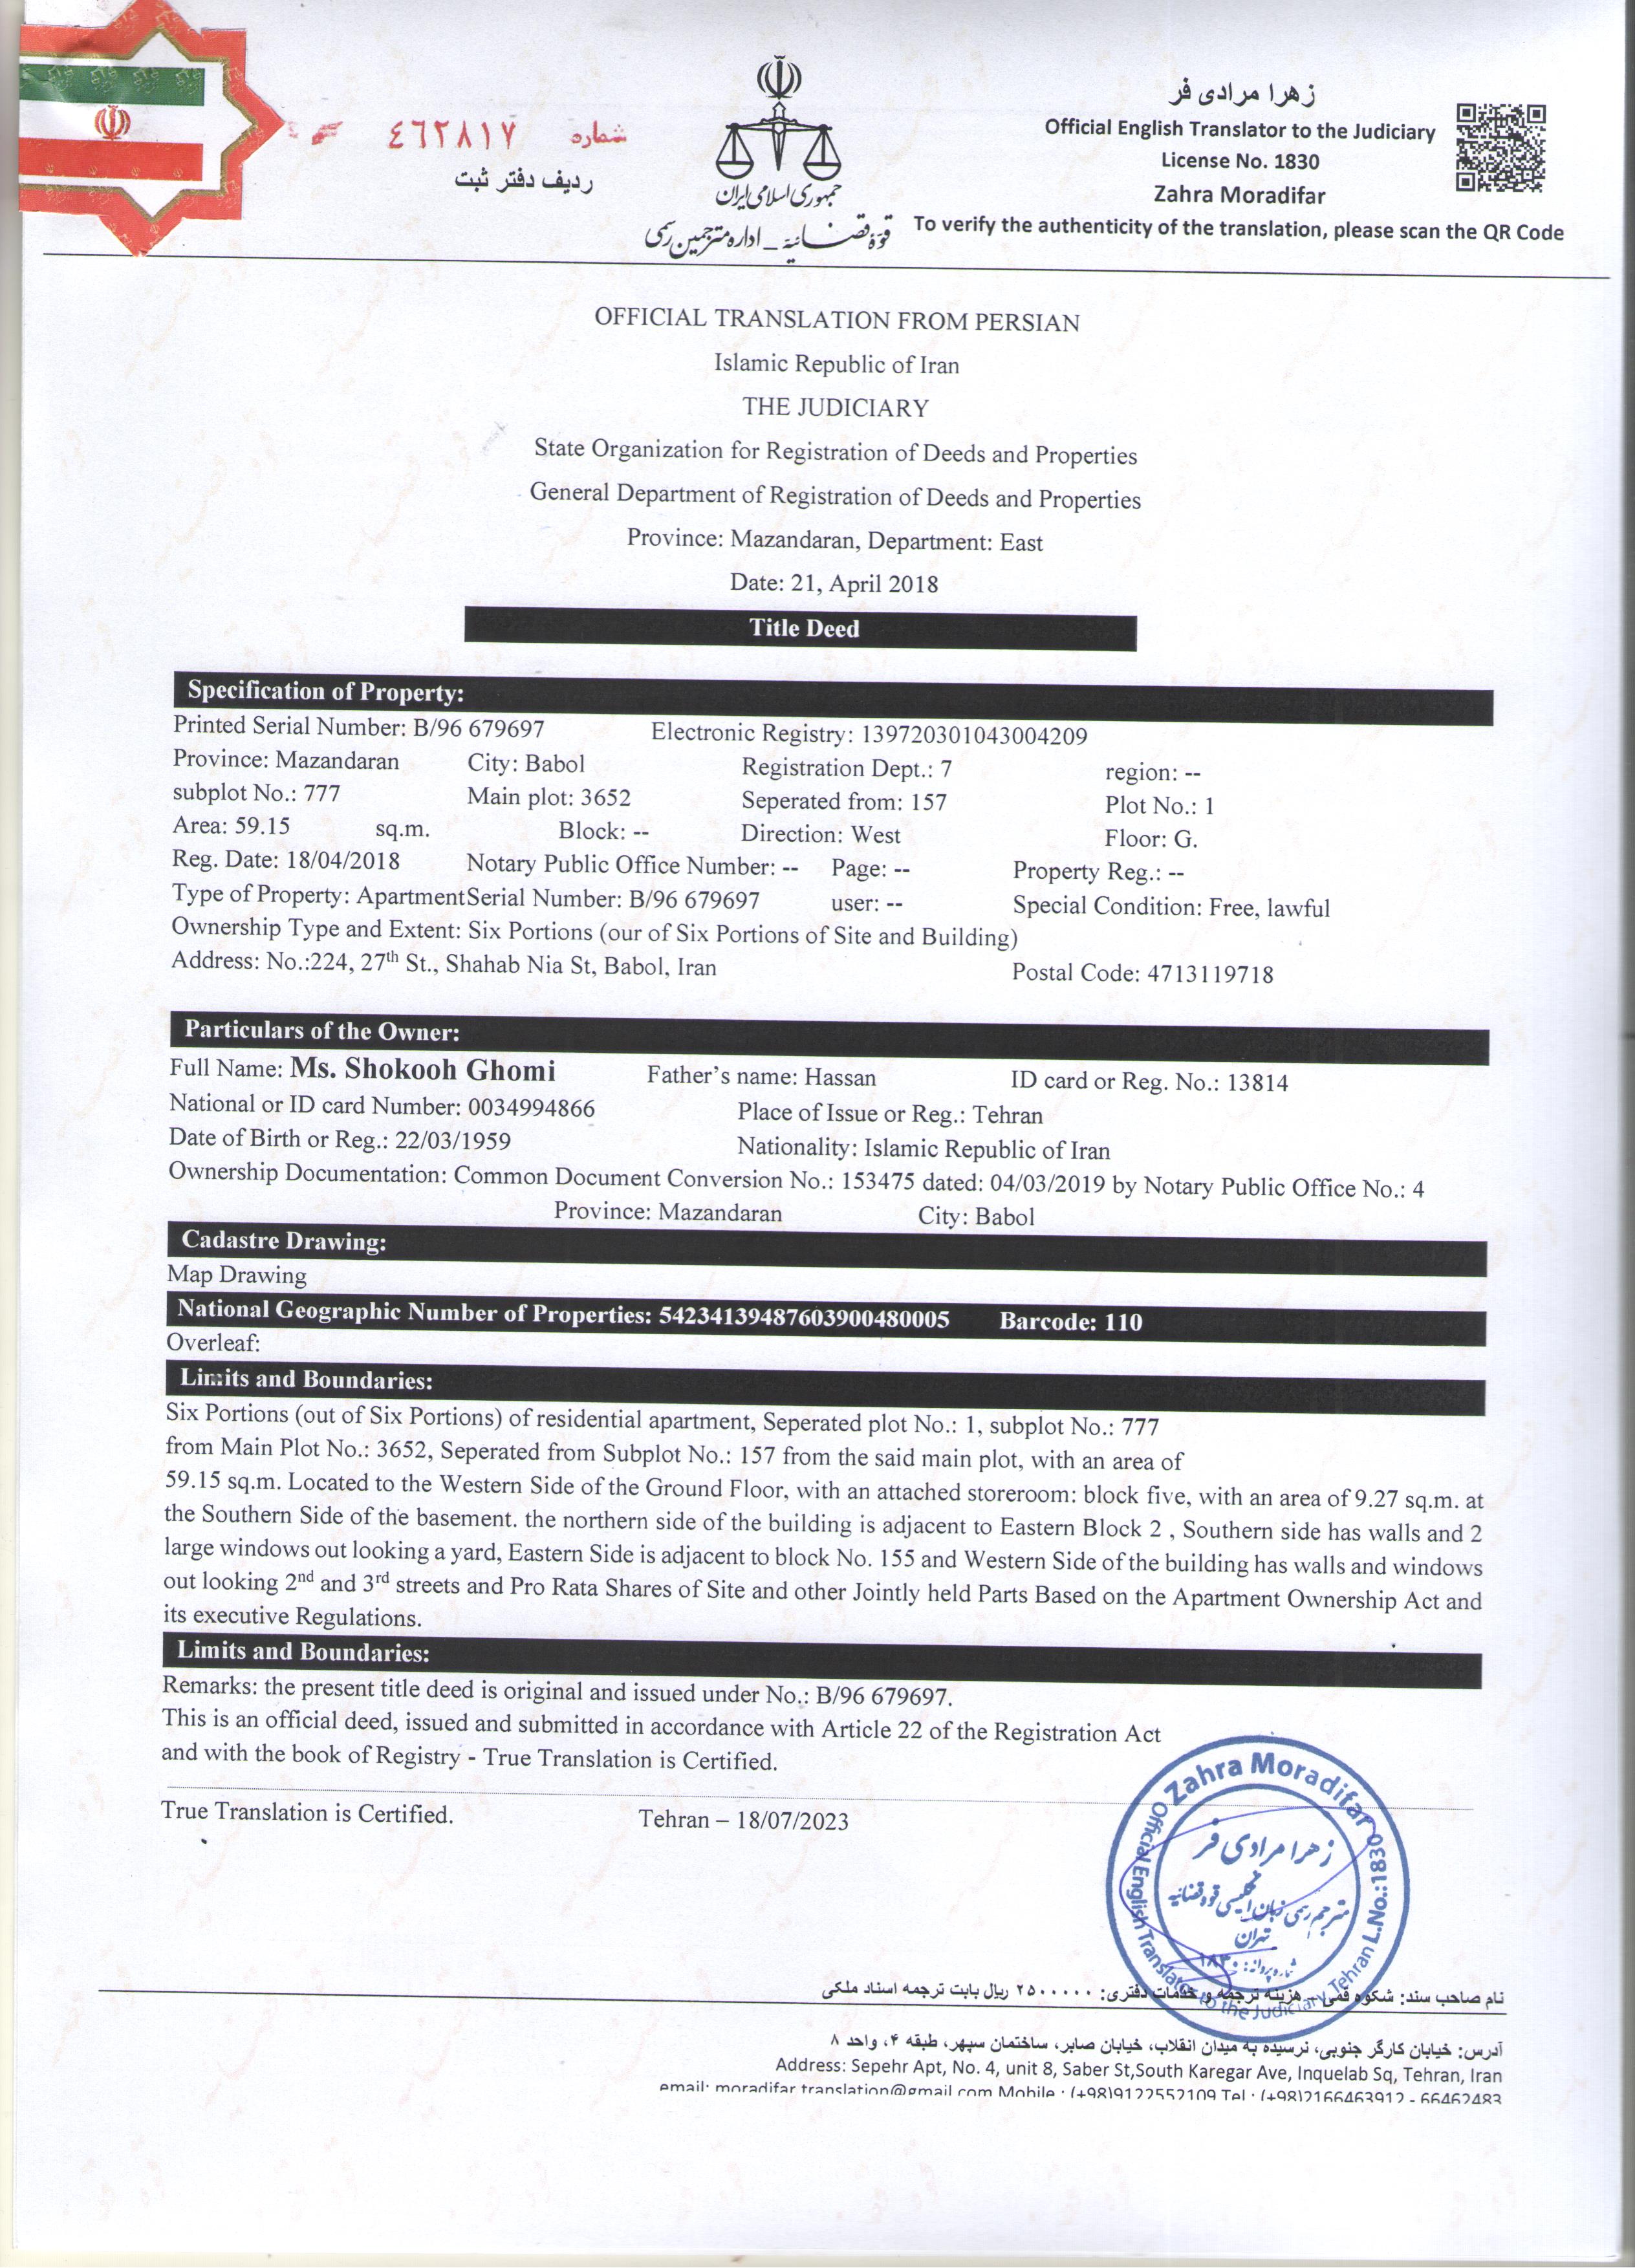 شماره ٤٦٢٨١٧
ردیف دفتر ثبت
جمهوری اسلامی ایران
قوه قضائیه - اداره مترجمین رسمی
زهرا مرادی فر
Official English Translator to the Judiciary
License No. 1830
Zahra Moradifar
To verify the authenticity of the translation, please scan the QR Code
OFFICIAL TRANSLATION FROM PERSIAN
Islamic Republic of Iran
THE JUDICIARY
State Organization for Registration of Deeds and Properties
General Department of Registration of Deeds and Properties
Province: Mazandaran, Department: East
Date: 21, April 2018
Title Deed
Specification of Property:
Printed Serial Number: B/96 679697 Electronic Registry: 139720301043004209
Province: Mazandaran City: Babol Registration Dept.: 7 region: --
subplot No.: 777 Main plot: 3652 Seperated from: 157 Plot No.: 1
Area: 59.15 sq.m. Block: -- Direction: West Floor: G.
Reg. Date: 18/04/2018 Notary Public Office Number: -- Page: -- Property Reg.: --
Type of Property: ApartmentSerial Number: B/96 679697 user: -- Special Condition: Free, lawful
Ownership Type and Extent: Six Portions (our of Six Portions of Site and Building)
Address: No.:224, 27th St., Shahab Nia St, Babol, Iran Postal Code: 4713119718
Particulars of the Owner:
Full Name: Ms. Shokooh Ghomi Father's name: Hassan ID card or Reg. No.: 13814
National or ID card Number: 0034994866 Place of Issue or Reg.: Tehran
Date of Birth or Reg.: 22/03/1959 Nationality: Islamic Republic of Iran
Ownership Documentation: Common Document Conversion No.: 153475 dated: 04/03/2019 by Notary Public Office No.: 4
Province: Mazandaran City: Babol
Cadastre Drawing:
Map Drawing
National Geographic Number of Properties: 54234139487603900480005 Barcode: 110
Overleaf:
Limits and Boundaries:
Six Portions (out of Six Portions) of residential apartment, Seperated plot No.: 1, subplot No.: 777
from Main Plot No.: 3652, Seperated from Subplot No.: 157 from the said main plot, with an area of
59.15 sq.m. Located to the Western Side of the Ground Floor, with an attached storeroom: block five, with an area of 9.27 sq.m. at
the Southern Side of the basement. the northern side of the building is adjacent to Eastern Block 2 , Southern side has walls and 2
large windows out looking a yard, Eastern Side is adjacent to block No. 155 and Western Side of the building has walls and windows
out looking 2nd and 3rd streets and Pro Rata Shares of Site and other Jointly held Parts Based on the Apartment Ownership Act and
its executive Regulations.
Limits and Boundaries:
Remarks: the present title deed is original and issued under No.: B/96 679697.
This is an official deed, issued and submitted in accordance with Article 22 of the Registration Act
and with the book of Registry - True Translation is Certified.
True Translation is Certified. Tehran – 18/07/2023
Zahra Moradifar
Official English Translator to the Judiciary, Tehran L.No.:1830
زهرا مرادی فر
مترجم رسمی زبان انگلیسی قوه قضائیه
تهران
شماره پروانه: ۱۸۳۰
نام صاحب سند: شکوه قمی - هزینه ترجمه و خدمات دفتری: ۲۵۰۰۰۰۰ ریال بابت ترجمه اسناد ملکی
آدرس: خیابان کارگر جنوبی، نرسیده به میدان انقلاب، خیابان صابر، ساختمان سپهر، طبقه ۴، واحد ۸
Address: Sepehr Apt, No. 4, unit 8, Saber St,South Karegar Ave, Inquelab Sq, Tehran, Iran
email: moradifar.translation@gmail.com Mobile : (+98)9122552109 Tel : (+98)2166463912 - 66462483